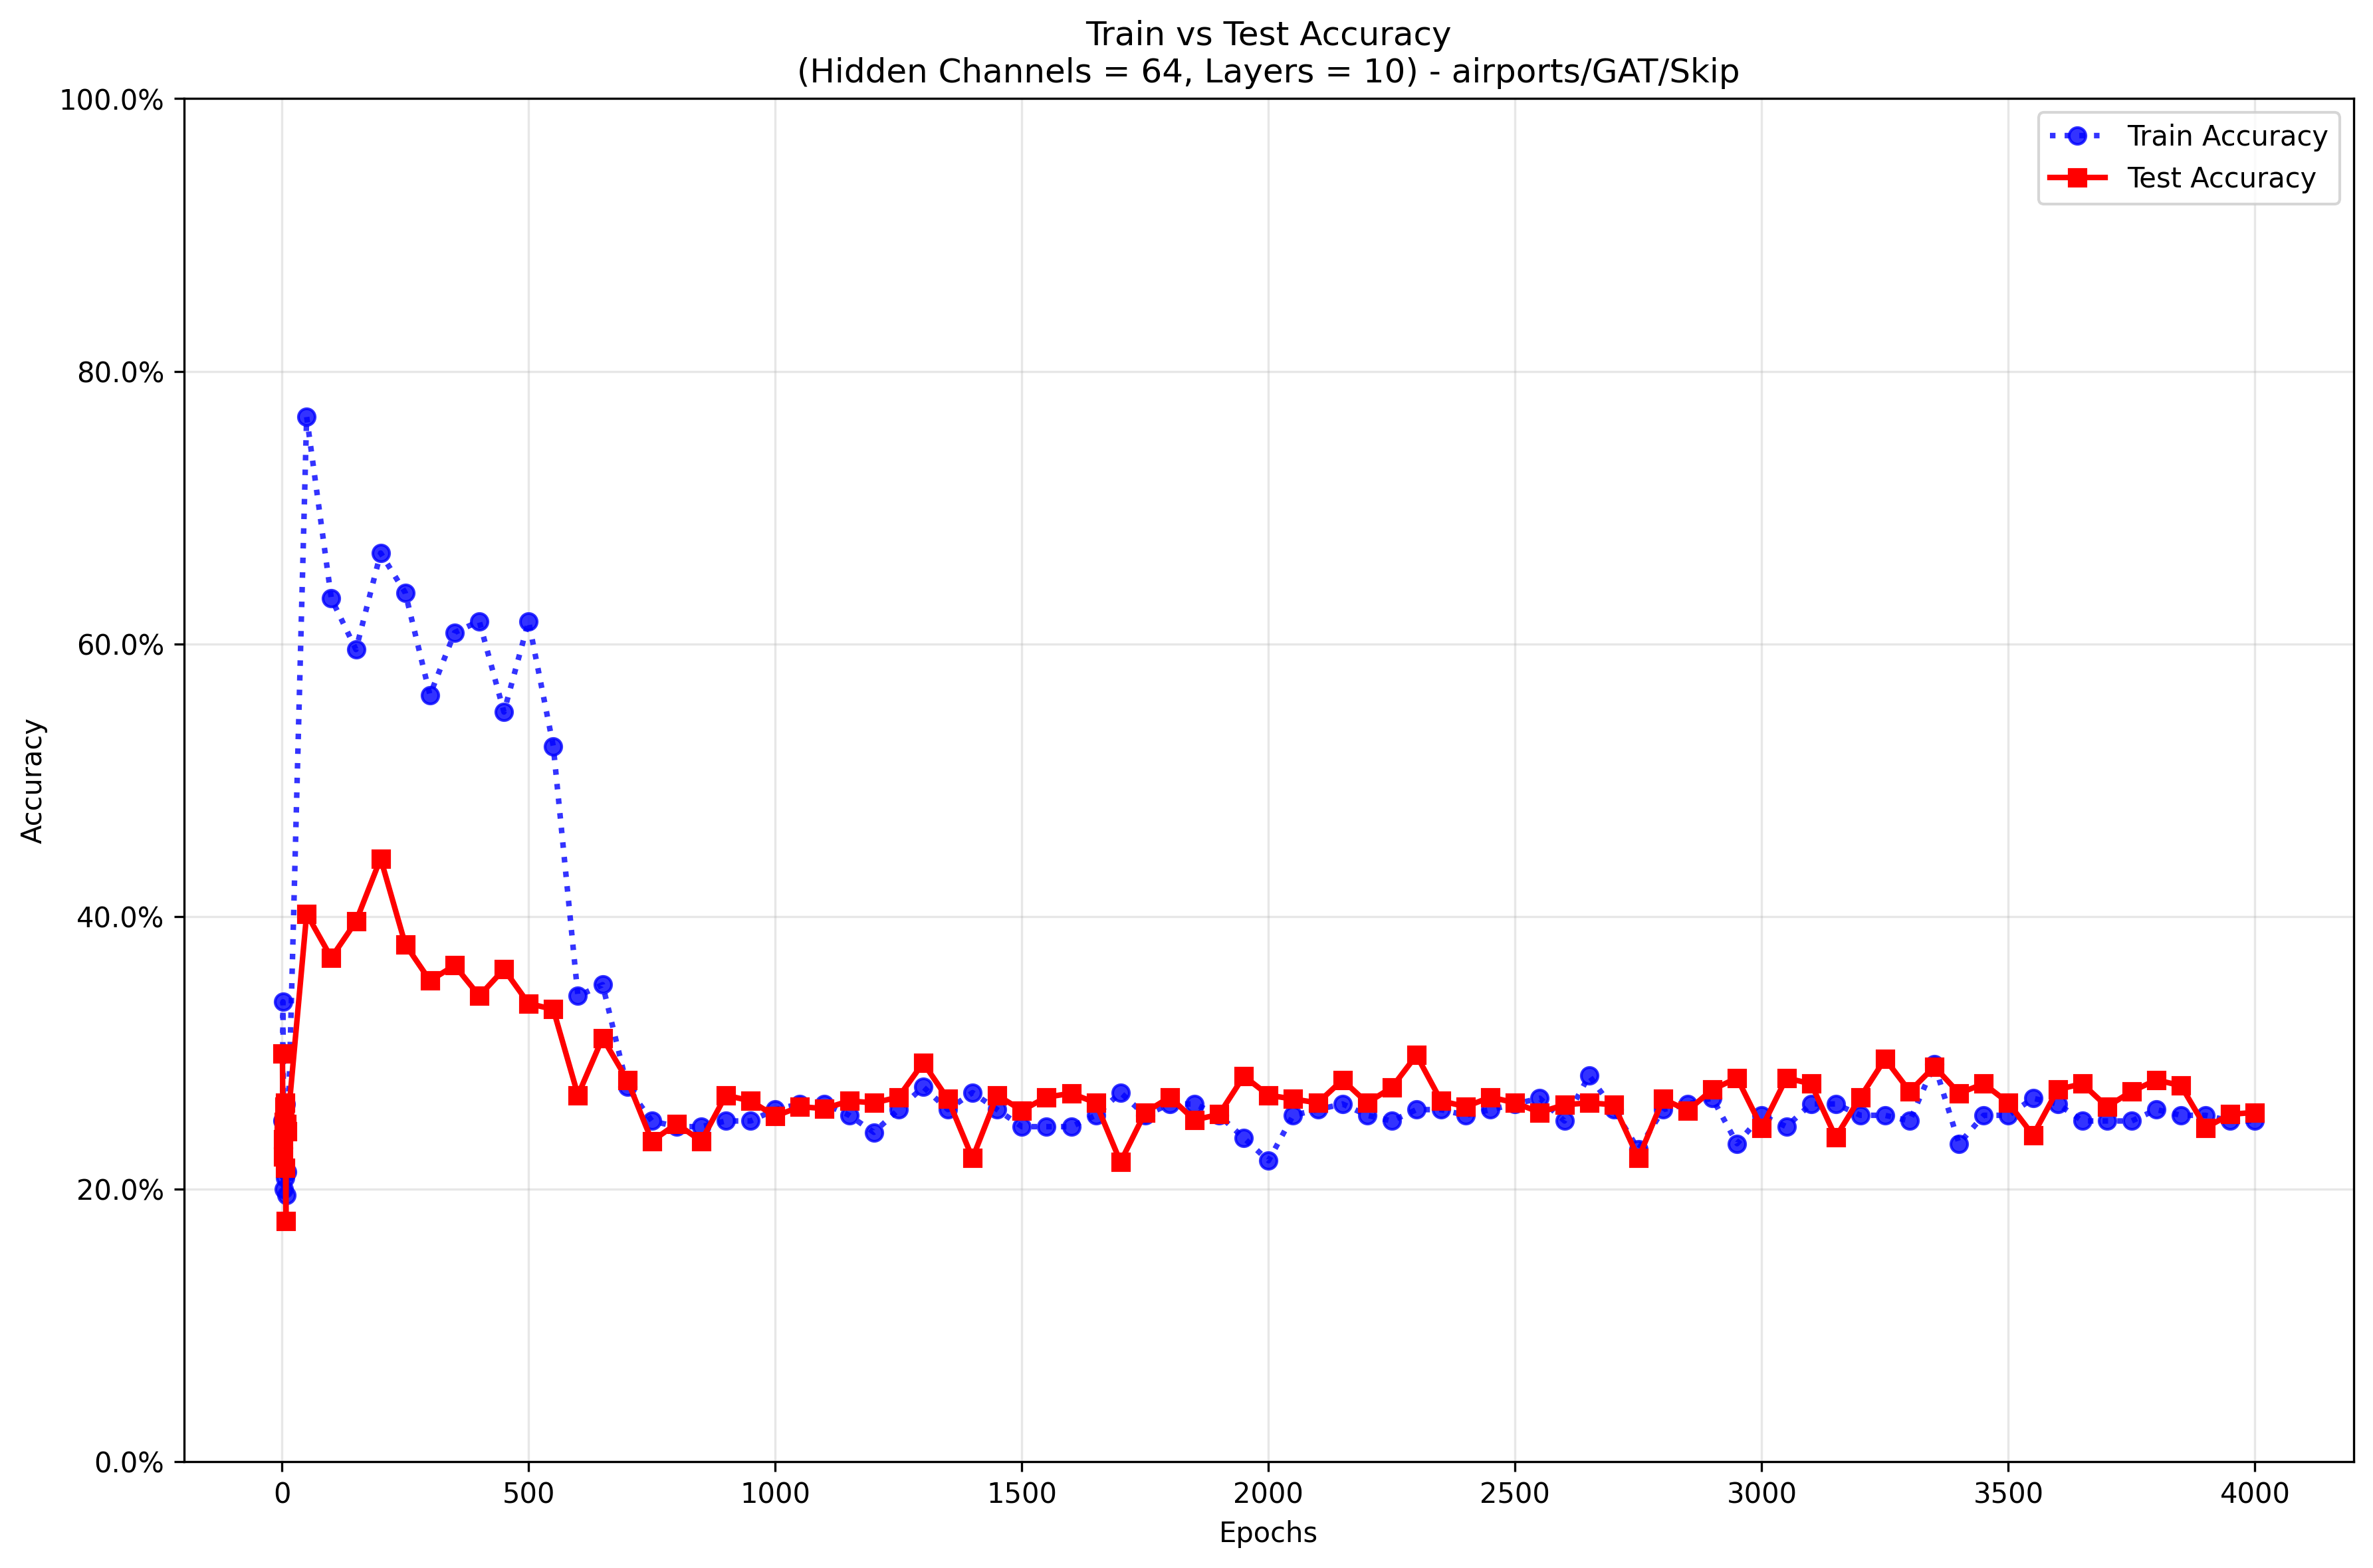 Train vs Test Accuracy
(Hidden Channels = 64, Layers = 10) - airports/GAT/Skip
Train Accuracy
Test Accuracy
100.0%
80.0%
60.0%
40.0%
20.0%
0.0%
Accuracy
0 500 1000 1500 2000 2500 3000 3500 4000
Epochs